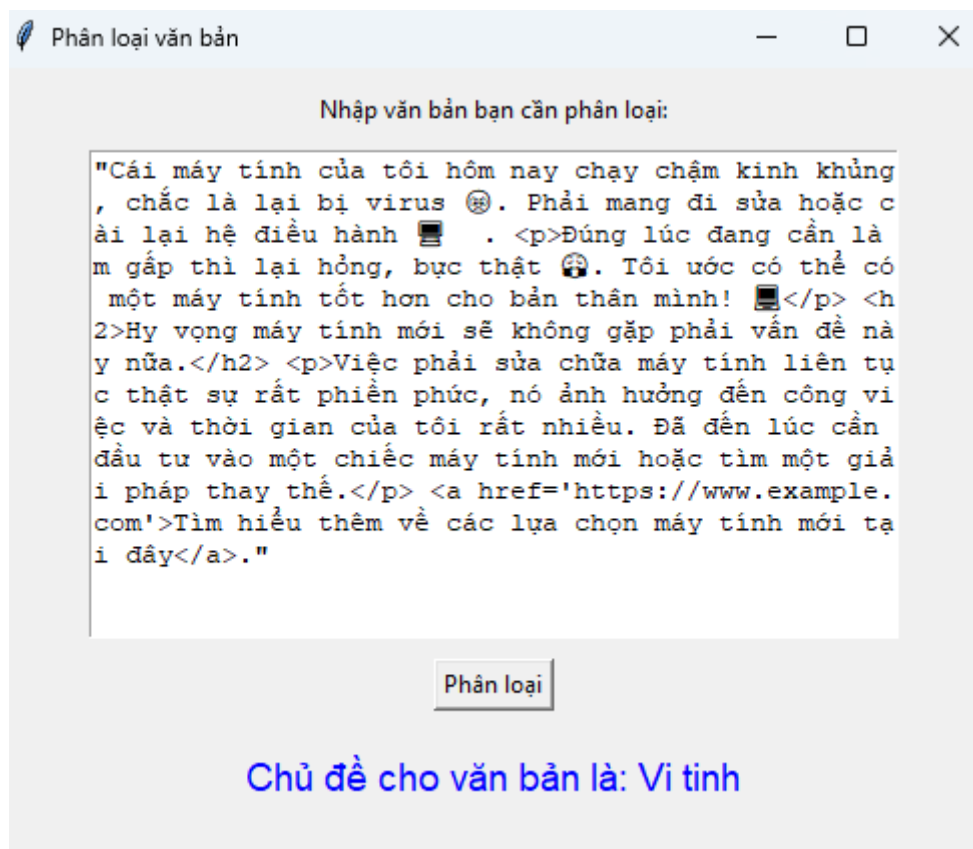 Phân loại văn bản
Nhập văn bản bạn cần phân loại:
"Cái máy tính của tôi hôm nay chạy chậm kinh khủng
, chắc là lại bị virus 😣. Phải mang đi sửa hoặc c
ài lại hệ điều hành 🖥️ . <p>Đúng lúc đang cần là
m gấp thì lại hỏng, bực thật 😤. Tôi ước có thể có
một máy tính tốt hơn cho bản thân mình! 💻</p> <h
2>Hy vọng máy tính mới sẽ không gặp phải vấn đề nà
y nữa.</h2> <p>Việc phải sửa chữa máy tính liên tụ
c thật sự rất phiền phức, nó ảnh hưởng đến công vi
ệc và thời gian của tôi rất nhiều. Đã đến lúc cần
đầu tư vào một chiếc máy tính mới hoặc tìm một giả
i pháp thay thế.</p> <a href='https://www.example.
com'>Tìm hiểu thêm về các lựa chọn máy tính mới tạ
i đây</a>."
Phân loại
Chủ đề cho văn bản là: Vi tinh